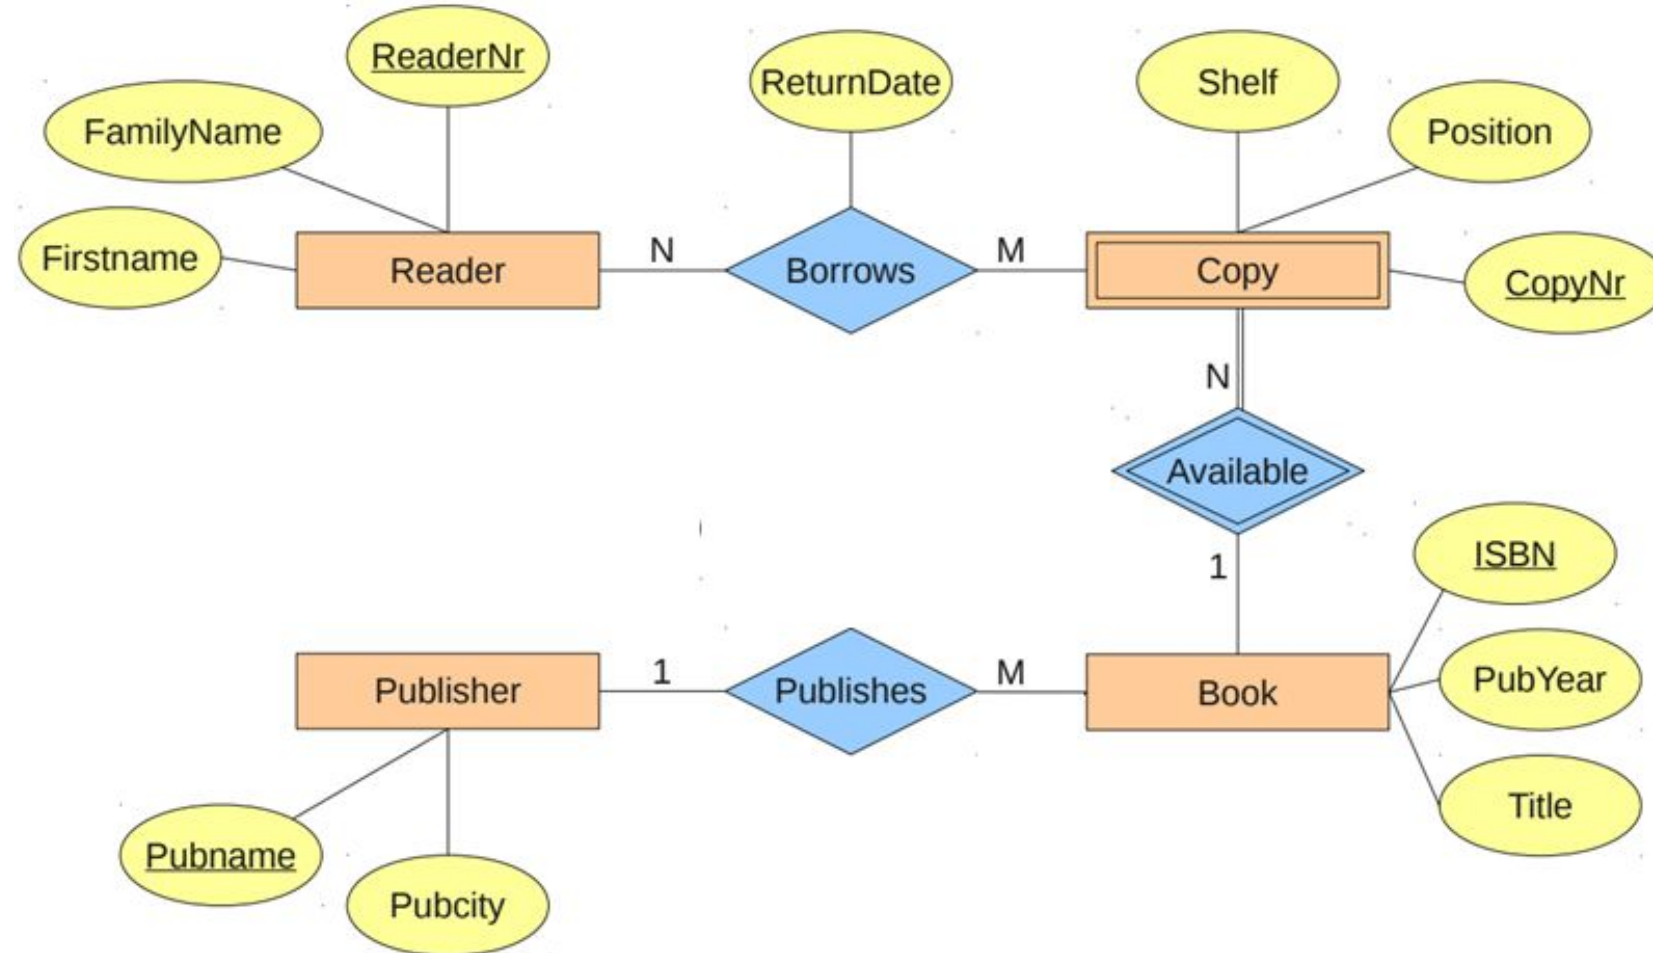 ReaderNr
ReturnDate
Shelf
FamilyName
Position
Firstname
Reader
N
Borrows
M
Copy
CopyNr
N
Available
ISBN
1
Publisher
1
Publishes
M
Book
PubYear
Title
Pubname
Pubcity